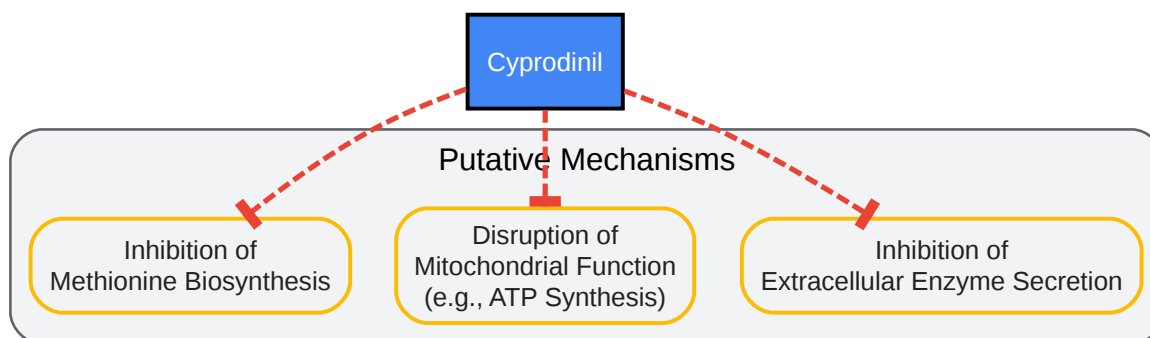 Cyprodinil
Putative Mechanisms
Inhibition of
Methionine Biosynthesis
Disruption of
Mitochondrial Function
(e.g., ATP Synthesis)
Inhibition of
Extracellular Enzyme Secretion